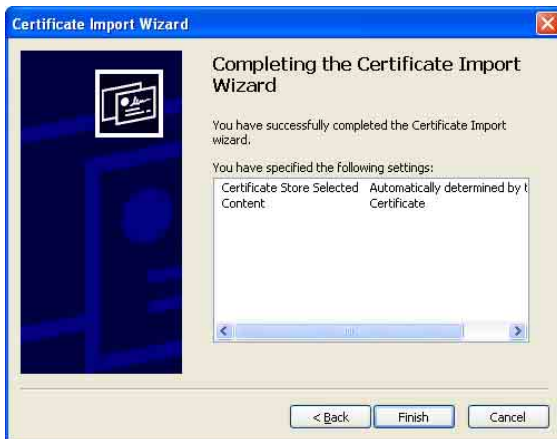 Certificate Import Wizard
Completing the Certificate Import
Wizard
You have successfully completed the Certificate Import
wizard.
You have specified the following settings:
Certificate Store Selected Automatically determined by t
Content Certificate
< Back Finish Cancel